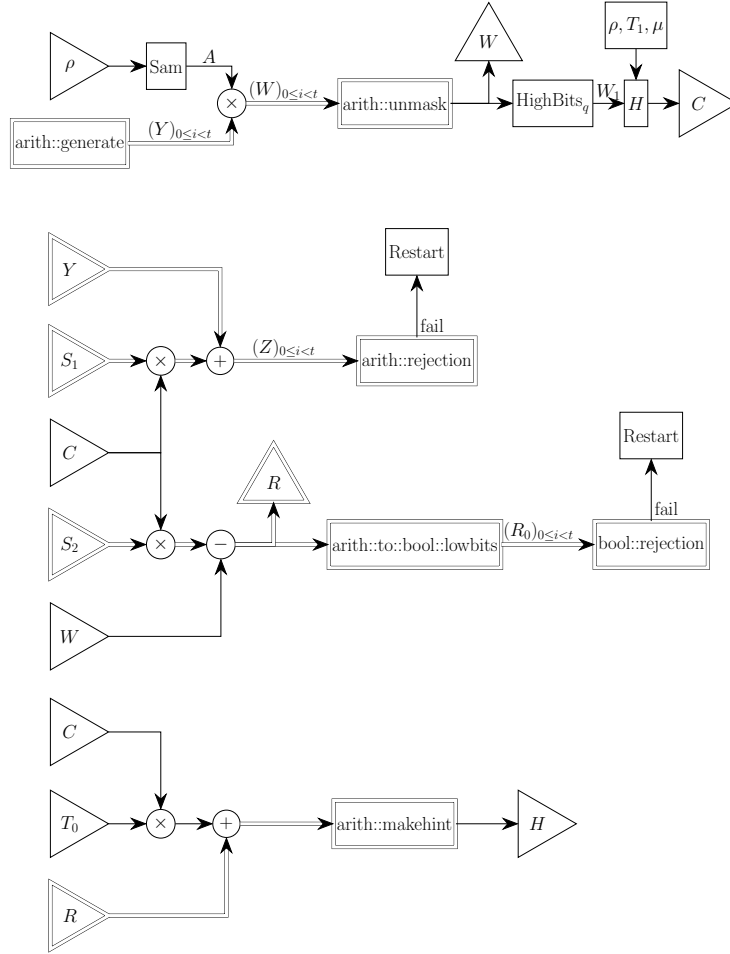 ρ Sam A × (W)0≤i<t arith::unmask W HighBitsq W1 ρ, T1, μ H C
arith::generate (Y)0≤i<t
Y Restart
fail
S1 × + (Z)0≤i<t arith::rejection
C
R Restart
fail
S2 × − arith::to::bool::lowbits (R0)0≤i<t bool::rejection
W
C
T0 × + arith::makehint H
R